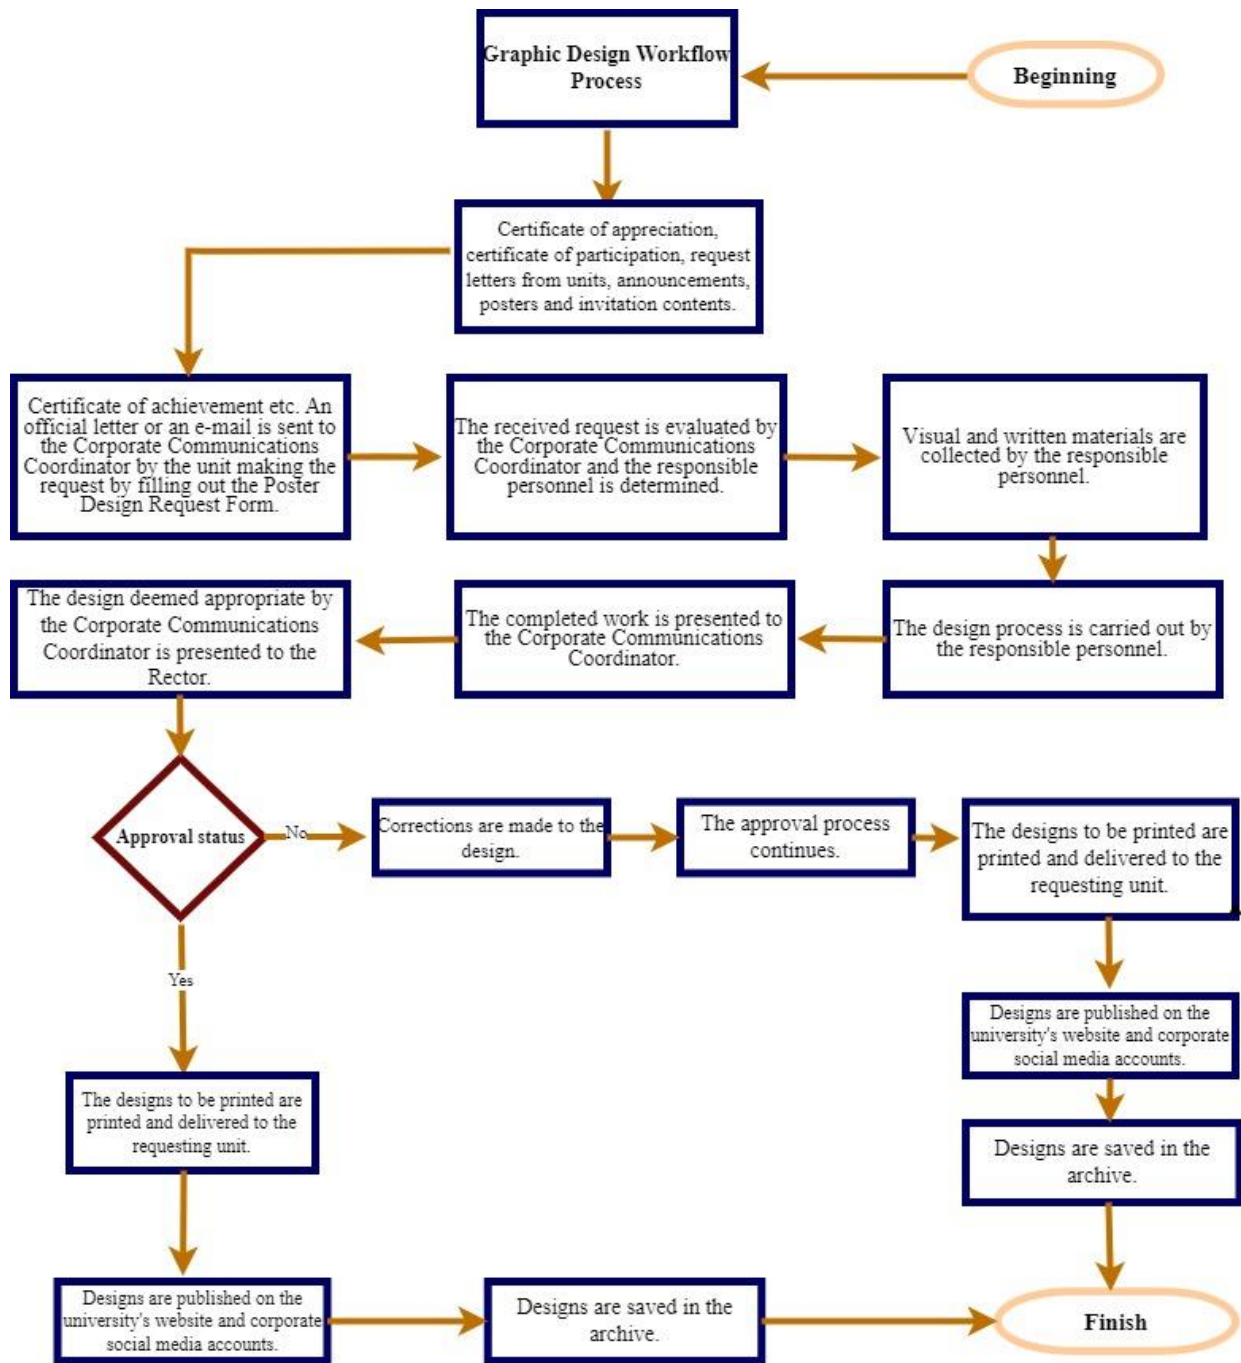 Graphic Design Workflow
Process
Beginning
Certificate of appreciation,
certificate of participation, request
letters from units, announcements,
posters and invitation contents.
Certificate of achievement etc. An
official letter or an e-mail is sent to
the Corporate Communications
Coordinator by the unit making the
request by filling out the Poster
Design Request Form.
The received request is evaluated by
the Corporate Communications
Coordinator and the responsible
personnel is determined.
Visual and written materials are
collected by the responsible
personnel.
The design process is carried out by
the responsible personnel.
The completed work is presented to
the Corporate Communications
Coordinator.
The design deemed appropriate by
the Corporate Communications
Coordinator is presented to the
Rector.
Approval status
No
Corrections are made to the
design.
The approval process
continues.
The designs to be printed are
printed and delivered to the
requesting unit.
Designs are published on the
university's website and corporate
social media accounts.
Designs are saved in the
archive.
Yes
The designs to be printed are
printed and delivered to the
requesting unit.
Designs are published on the
university's website and corporate
social media accounts.
Designs are saved in the
archive.
Finish